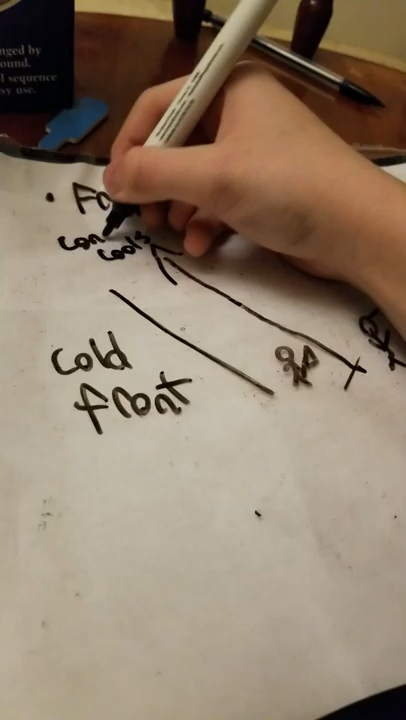 nged by
ound.
l sequence
sy use.
• Fo
con
cools
cold
front